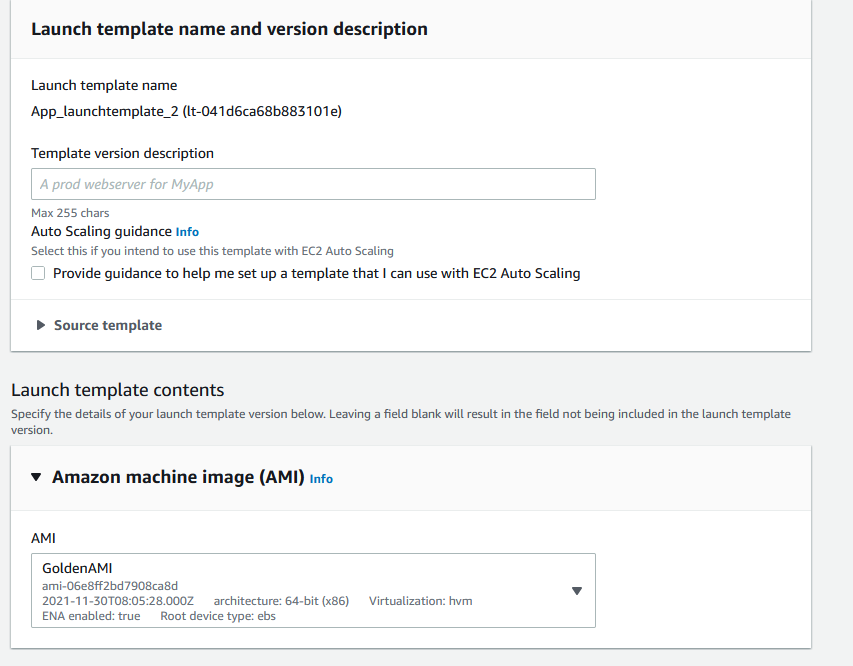 Launch template name and version description
Launch template name
App_launchtemplate_2 (lt-041d6ca68b883101e)
Template version description
A prod webserver for MyApp
Max 255 chars
Auto Scaling guidance Info
Select this if you intend to use this template with EC2 Auto Scaling
Provide guidance to help me set up a template that I can use with EC2 Auto Scaling
Source template
Launch template contents
Specify the details of your launch template version below. Leaving a field blank will result in the field not being included in the launch template
version.
Amazon machine image (AMI) Info
AMI
GoldenAMI
ami-06e8ff2bd7908ca8d
2021-11-30T08:05:28.000Z architecture: 64-bit (x86) Virtualization: hvm
ENA enabled: true Root device type: ebs